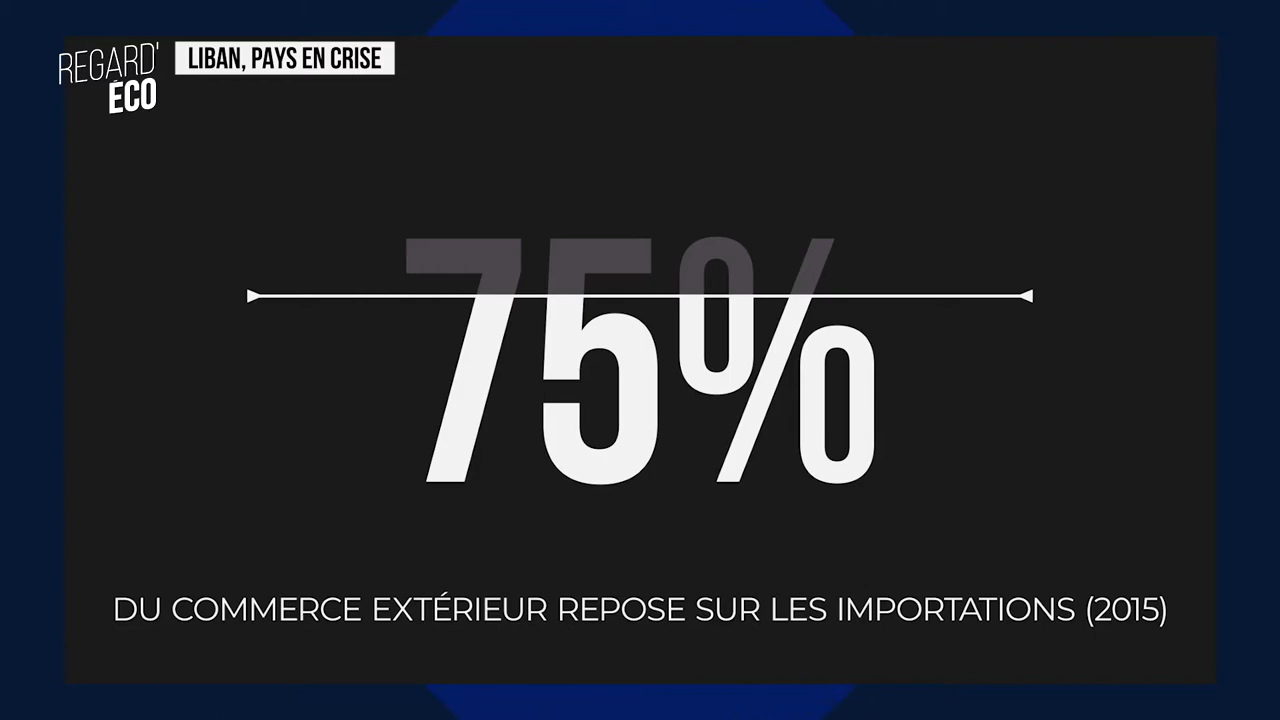 REGARD'
ÉCO
LIBAN, PAYS EN CRISE
75%
DU COMMERCE EXTÉRIEUR REPOSE SUR LES IMPORTATIONS (2015)